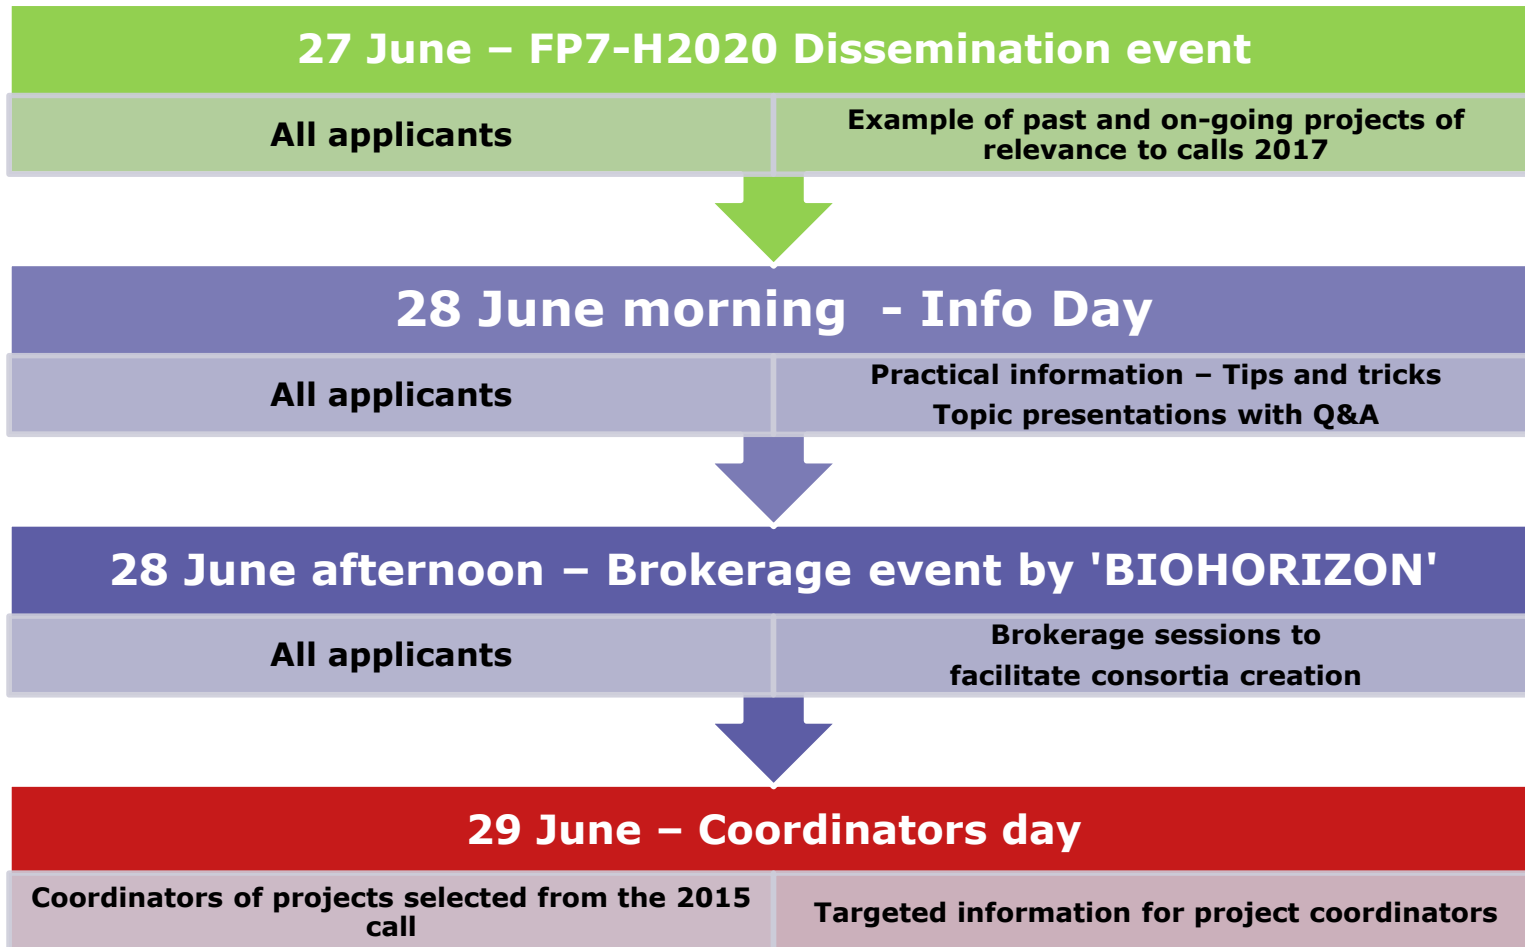 27 June – FP7-H2020 Dissemination event
All applicants
Example of past and on-going projects of
relevance to calls 2017
28 June morning  - Info Day
All applicants
Practical information – Tips and tricks
Topic presentations with Q&A
28 June afternoon – Brokerage event by 'BIOHORIZON'
All applicants
Brokerage sessions to
facilitate consortia creation
29 June – Coordinators day
Coordinators of projects selected from the 2015
call
Targeted information for project coordinators